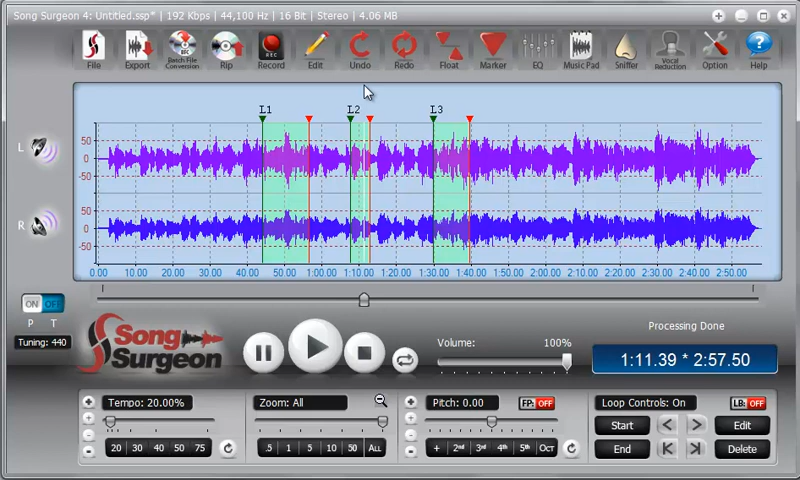 Song Surgeon 4: Untitled.ssp* | 192 Kbps | 44,100 Hz | 16 Bit | Stereo | 4.06 MB
File Export Batch File Conversion Rip Record Edit Undo Redo Float Marker EQ Music Pad Sniffer Vocal Reduction Option Help
L1 L2 L3
L 50 0 -50
R 50 0 -50
0.00 10.00 20.00 30.00 40.00 50.00 1:00.00 1:10.00 1:20.00 1:30.00 1:40.00 1:50.00 2:00.00 2:10.00 2:20.00 2:30.00 2:40.00 2:50.00
ON OFF
P T
Tuning: 440
Song Surgeon
Volume: 100%
Processing Done
1:11.39 * 2:57.50
Tempo: 20.00% Zoom: All Pitch: 0.00 FP: OFF Loop Controls: On LB: OFF
Start Edit
20 30 40 50 75 .5 1 5 10 50 ALL + 2nd 3rd 4th 5th Oct End Delete